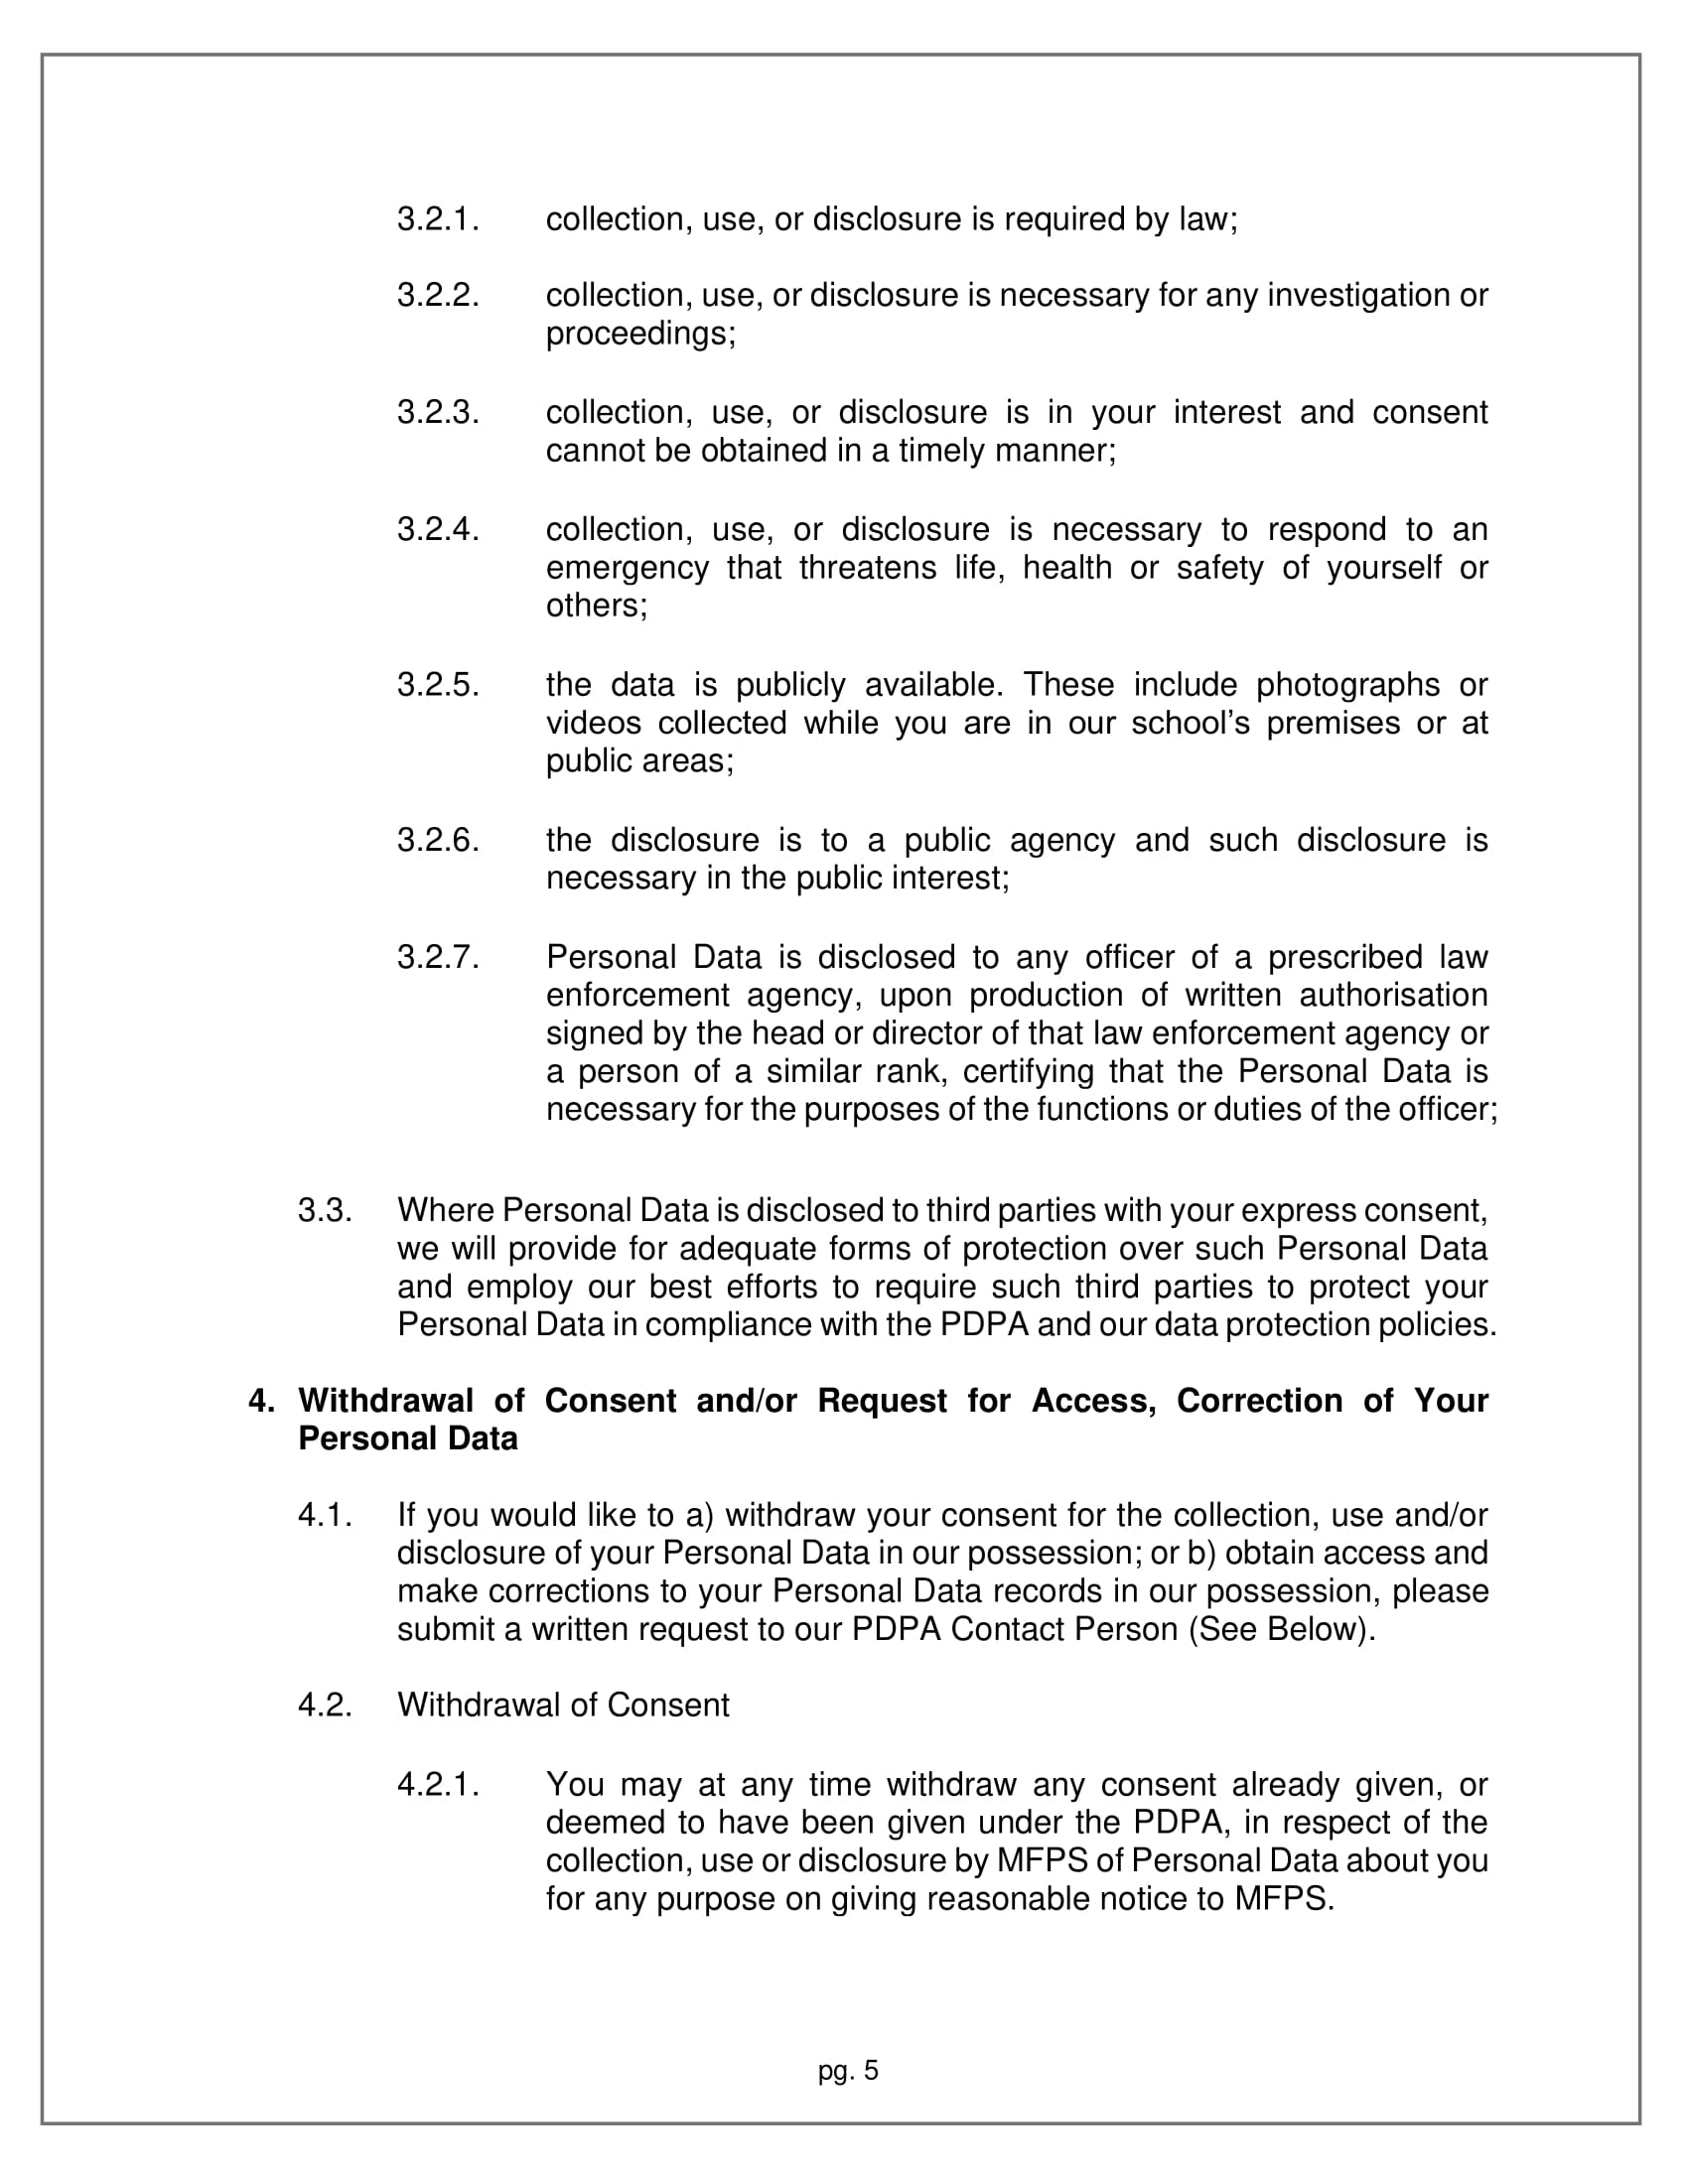 3.2.1. collection, use, or disclosure is required by law;
3.2.2. collection, use, or disclosure is necessary for any investigation or
proceedings;
3.2.3. collection, use, or disclosure is in your interest and consent
cannot be obtained in a timely manner;
3.2.4. collection, use, or disclosure is necessary to respond to an
emergency that threatens life, health or safety of yourself or
others;
3.2.5. the data is publicly available. These include photographs or
videos collected while you are in our school’s premises or at
public areas;
3.2.6. the disclosure is to a public agency and such disclosure is
necessary in the public interest;
3.2.7. Personal Data is disclosed to any officer of a prescribed law
enforcement agency, upon production of written authorisation
signed by the head or director of that law enforcement agency or
a person of a similar rank, certifying that the Personal Data is
necessary for the purposes of the functions or duties of the officer;
3.3. Where Personal Data is disclosed to third parties with your express consent,
we will provide for adequate forms of protection over such Personal Data
and employ our best efforts to require such third parties to protect your
Personal Data in compliance with the PDPA and our data protection policies.
4. Withdrawal of Consent and/or Request for Access, Correction of Your
Personal Data
4.1. If you would like to a) withdraw your consent for the collection, use and/or
disclosure of your Personal Data in our possession; or b) obtain access and
make corrections to your Personal Data records in our possession, please
submit a written request to our PDPA Contact Person (See Below).
4.2. Withdrawal of Consent
4.2.1. You may at any time withdraw any consent already given, or
deemed to have been given under the PDPA, in respect of the
collection, use or disclosure by MFPS of Personal Data about you
for any purpose on giving reasonable notice to MFPS.
pg. 5